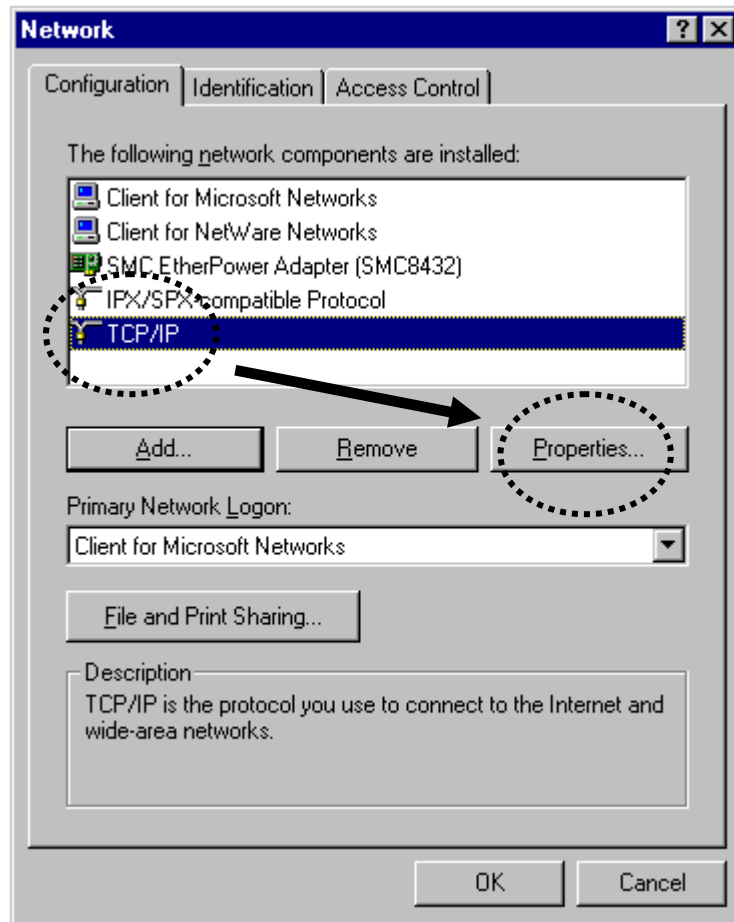 Network
Configuration Identification Access Control
The following network components are installed:
Client for Microsoft Networks
Client for NetWare Networks
SMC EtherPower Adapter (SMC8432)
IPX/SPX-compatible Protocol
TCP/IP
Add... Remove Properties...
Primary Network Logon:
Client for Microsoft Networks
File and Print Sharing...
Description
TCP/IP is the protocol you use to connect to the Internet and
wide-area networks.
OK Cancel